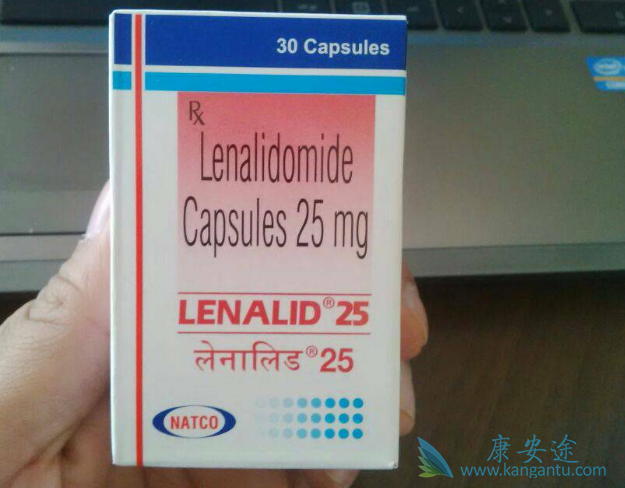 30 Capsules
Rx
Lenalidomide
Capsules 25 mg
LENALID® 25
लेनालिड® 25
NATCO
康安途
www.kangantu.com